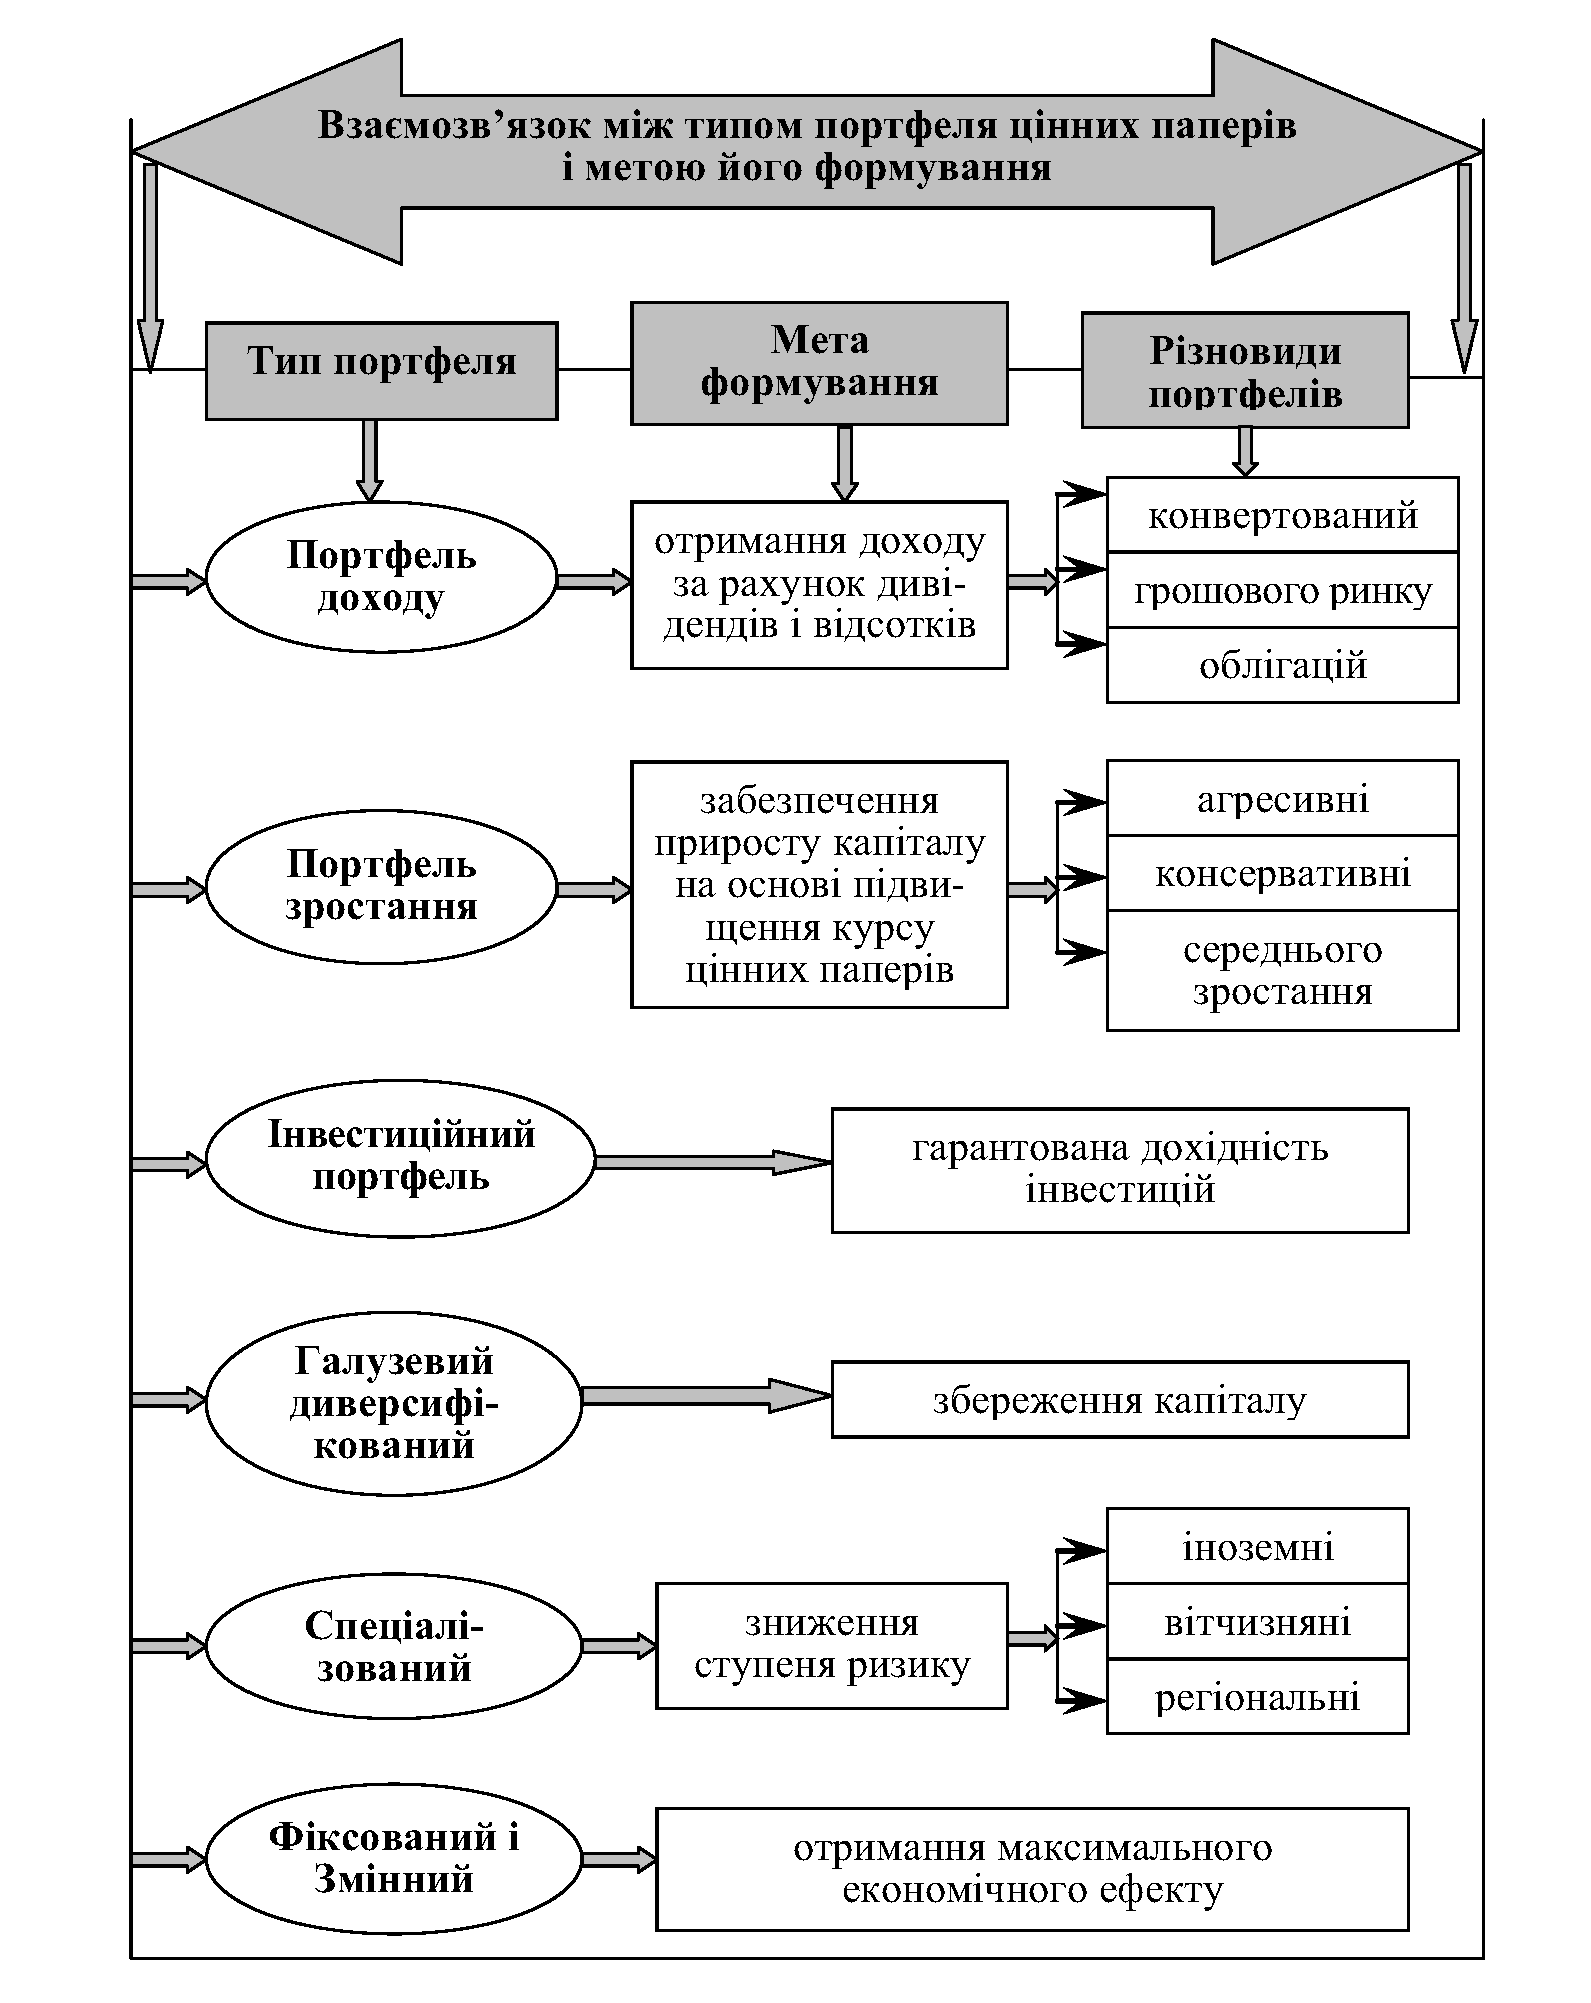 Взаємозв’язок між типом портфеля цінних паперів
і метою його формування
Тип портфеля
Мета
формування
Різновиди
портфелів
Портфель
доходу
отримання доходу
за рахунок диві-
дендів і відсотків
конвертований
грошового ринку
облігацій
Портфель
зростання
забезпечення
приросту капіталу
на основі підви-
щення курсу
цінних паперів
агресивні
консервативні
середнього
зростання
Інвестиційний
портфель
гарантована дохідність
інвестицій
Галузевий
диверсифі-
кований
збереження капіталу
Спеціалі-
зований
зниження
ступеня ризику
іноземні
вітчизняні
регіональні
Фіксований і
Змінний
отримання максимального
економічного ефекту